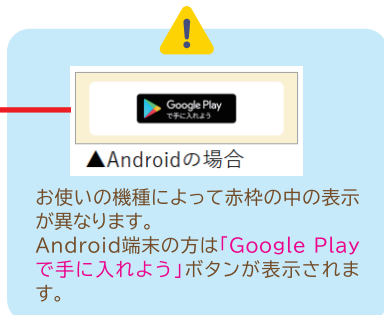 Google Play
で手に入れよう
▲Androidの場合
お使いの機種によって赤枠の中の表示
が異なります。
Android端末の方は「Google Play
で手に入れよう」ボタンが表示されま
す。